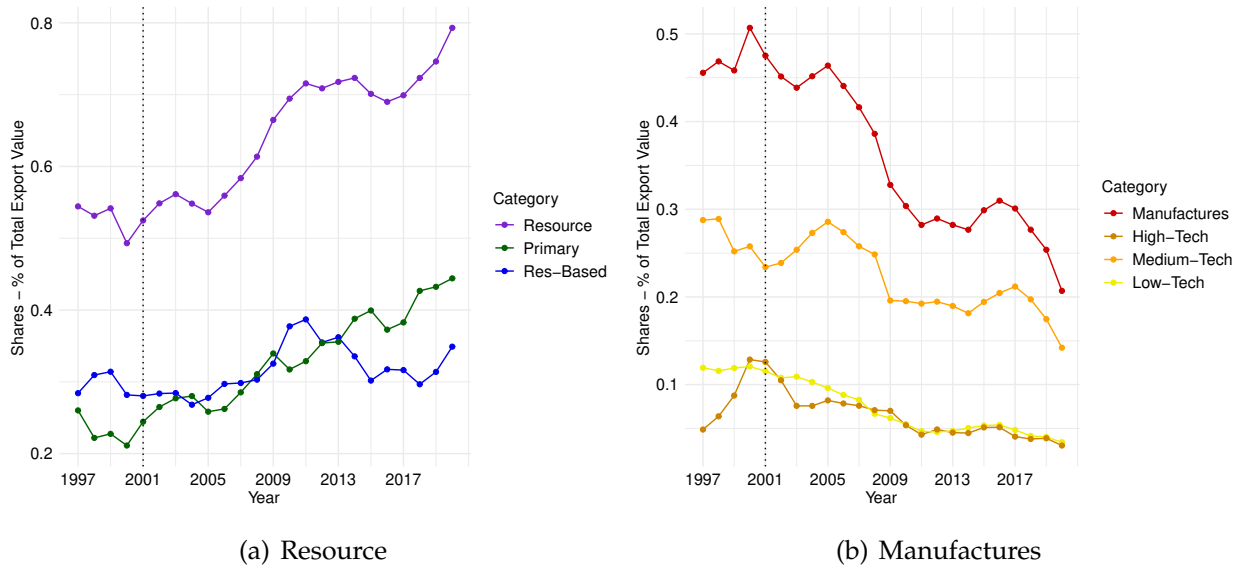 0.8
0.6
0.4
0.2
Shares – % of Total Export Value
1997 2001 2005 2009 2013 2017
Year
Category
Resource
Primary
Res–Based
(a) Resource
0.5
0.4
0.3
0.2
0.1
Shares – % of Total Export Value
1997 2001 2005 2009 2013 2017
Year
Category
Manufactures
High–Tech
Medium–Tech
Low–Tech
(b) Manufactures